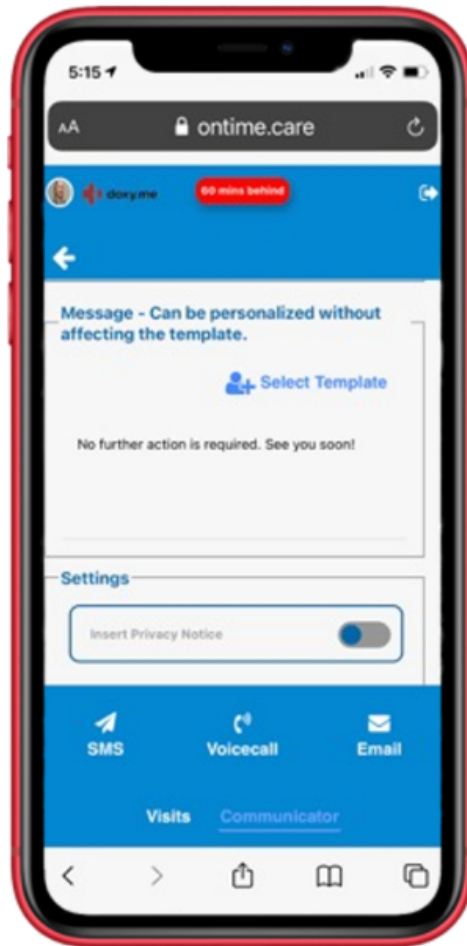 5:15
AA ontime.care
doxy.me 60 mins behind
Message - Can be personalized without
affecting the template.
Select Template
No further action is required. See you soon!
Settings
Insert Privacy Notice
SMS Voicecall Email
Visits Communicator